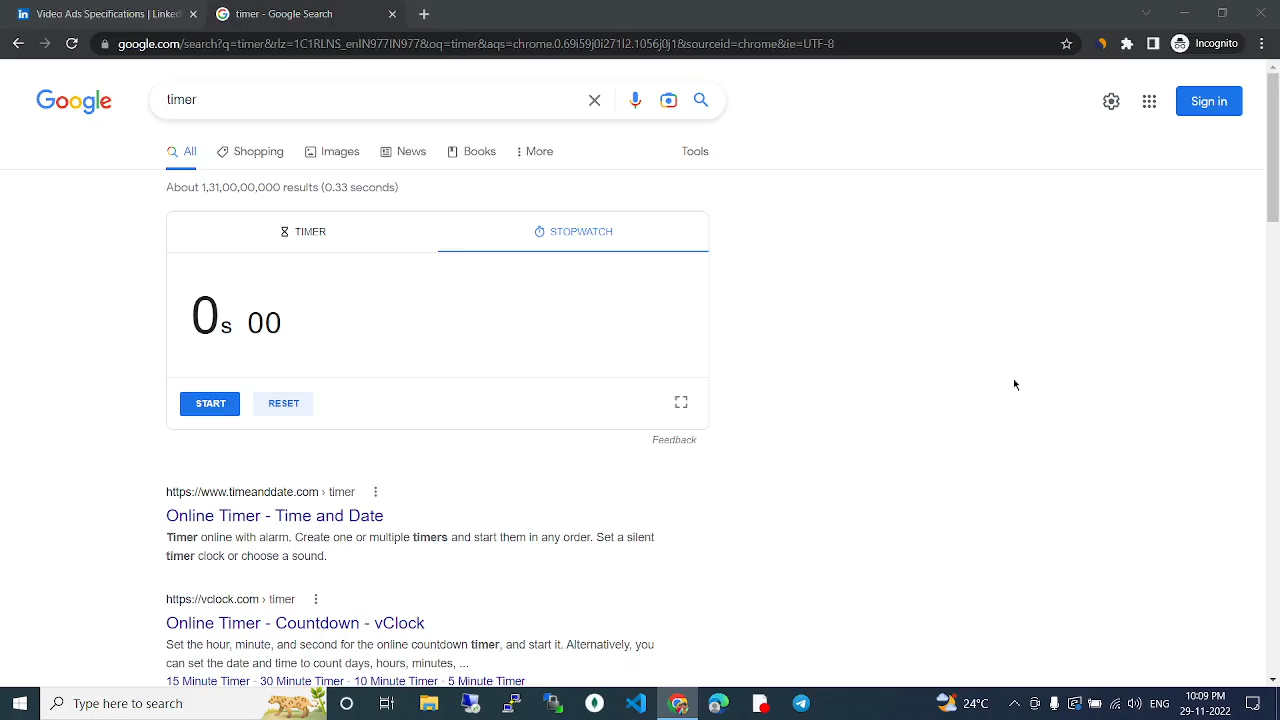 Video Ads Specifications | Linked
timer - Google Search
google.com/search?q=timer&rlz=1C1RLNS_enIN977IN977&oq=timer&aqs=chrome.0.69i59j0i271l2.1056j0j1&sourceid=chrome&ie=UTF-8
Incognito
Google
timer
Sign in
All
Shopping
Images
News
Books
More
Tools
About 1,31,00,00,000 results (0.33 seconds)
TIMER
STOPWATCH
0s 00
START
RESET
Feedback
https://www.timeanddate.com › timer
Online Timer - Time and Date
Timer online with alarm. Create one or multiple timers and start them in any order. Set a silent
timer clock or choose a sound.
https://vclock.com › timer
Online Timer - Countdown - vClock
Set the hour, minute, and second for the online countdown timer, and start it. Alternatively, you
can set the date and time to count days, hours, minutes, ...
15 Minute Timer · 30 Minute Timer · 10 Minute Timer · 5 Minute Timer
Type here to search
24°C
ENG
10:09 PM
29-11-2022